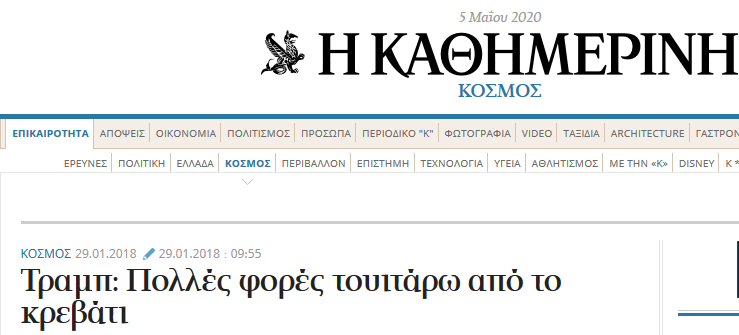 5 Μαΐου 2020
Η ΚΑΘΗΜΕΡΙΝΗ
ΚΟΣΜΟΣ
ΕΠΙΚΑΙΡΟΤΗΤΑ ΑΠΟΨΕΙΣ ΟΙΚΟΝΟΜΙΑ ΠΟΛΙΤΙΣΜΟΣ ΠΡΟΣΩΠΑ ΠΕΡΙΟΔΙΚΟ "Κ" ΦΩΤΟΓΡΑΦΙΑ VIDEO ΤΑΞΙΔΙΑ ARCHITECTURE ΓΑΣΤΡΟΝ
ΕΡΕΥΝΕΣ ΠΟΛΙΤΙΚΗ ΕΛΛΑΔΑ ΚΟΣΜΟΣ ΠΕΡΙΒΑΛΛΟΝ ΕΠΙΣΤΗΜΗ ΤΕΧΝΟΛΟΓΙΑ ΥΓΕΙΑ ΑΘΛΗΤΙΣΜΟΣ ΜΕ ΤΗΝ «Κ» DISNEY Κ *
ΚΟΣΜΟΣ 29.01.2018 29.01.2018 : 09:55
Τραμπ: Πολλές φορές τουιτάρω από το
κρεβάτι